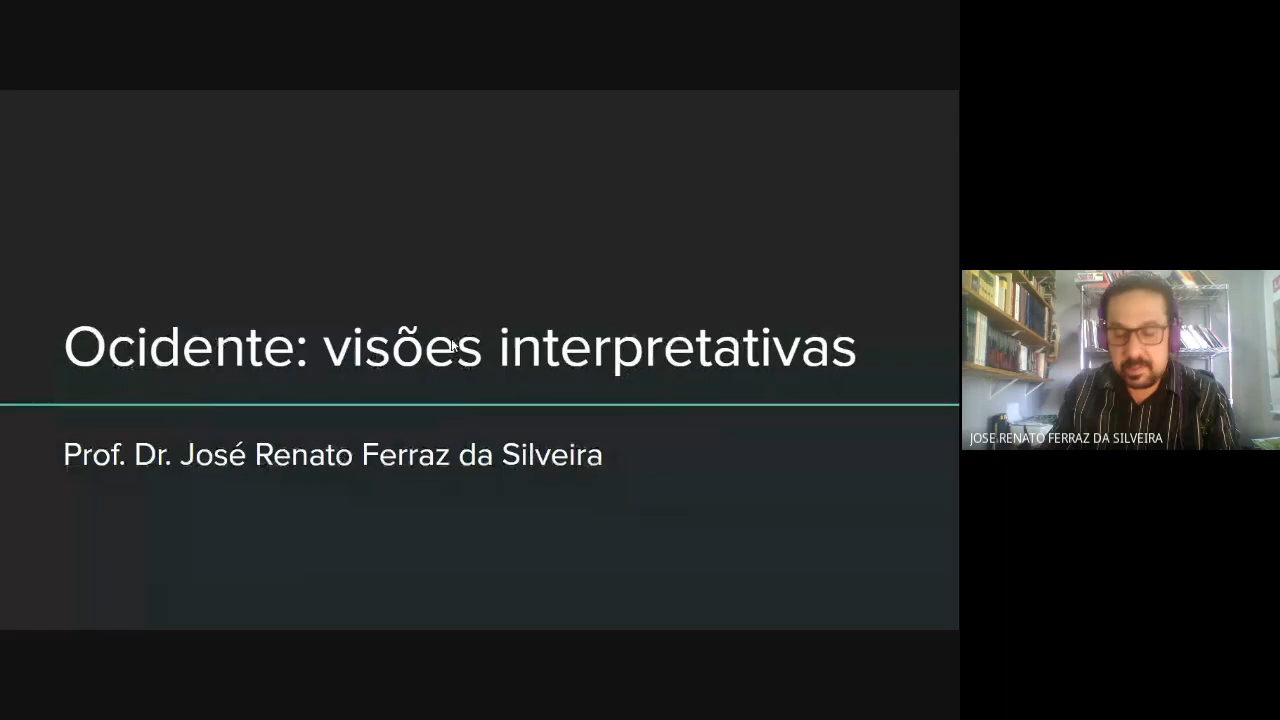 Ocidente: visões interpretativas
Prof. Dr. José Renato Ferraz da Silveira
JOSE RENATO FERRAZ DA SILVEIRA